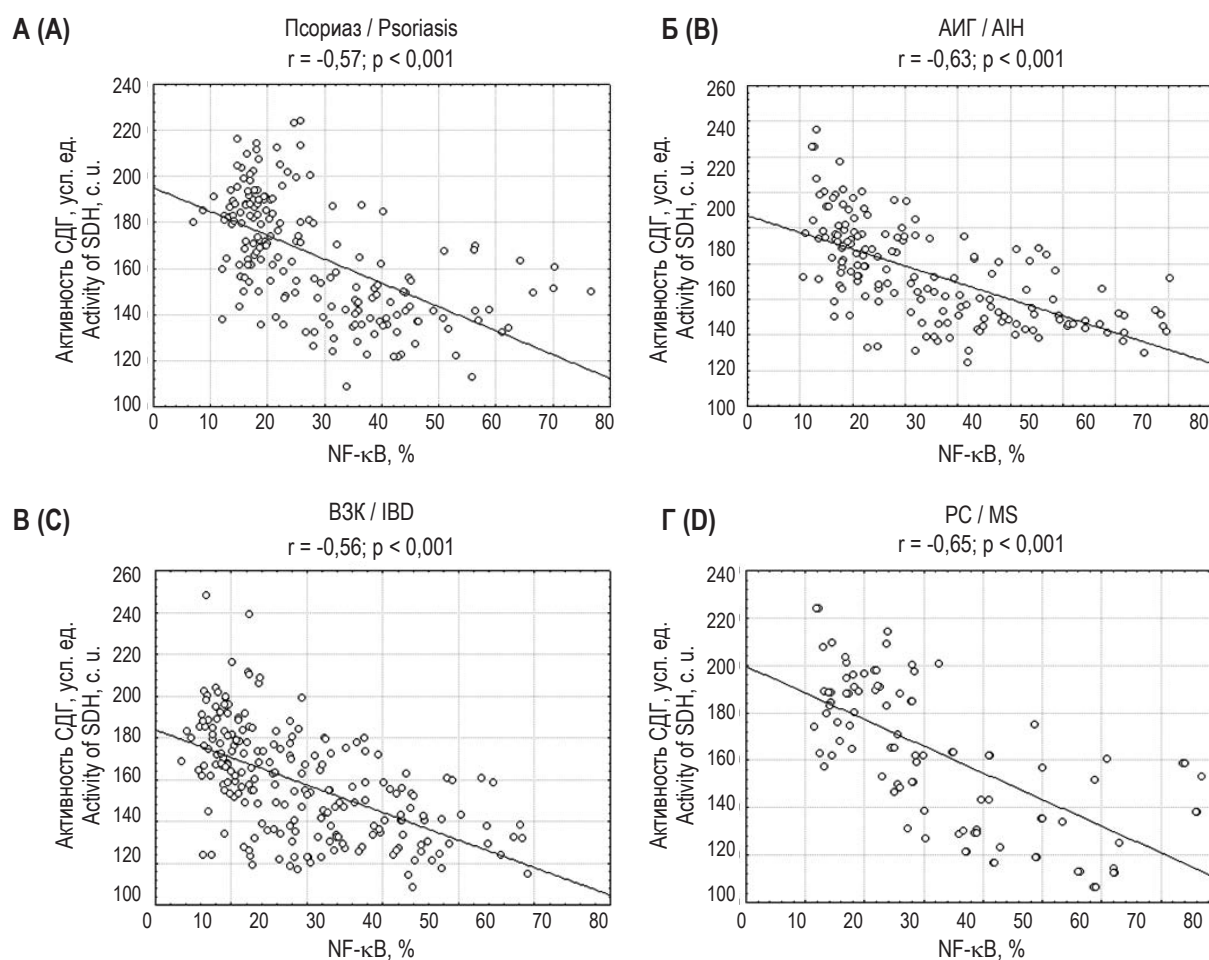 А (A)
Псориаз / Psoriasis
r = -0,57; p < 0,001
Активность СДГ, усл. ед.
Activity of SDH, c. u.
240
220
200
180
160
140
120
100
0 10 20 30 40 50 60 70 80
NF-κB, %
Б (B)
АИГ / AIH
r = -0,63; p < 0,001
Активность СДГ, усл. ед.
Activity of SDH, c. u.
260
240
200
180
160
140
120
100
0 10 20 30 40 50 60 70 80
NF-κB, %
В (C)
ВЗК / IBD
r = -0,56; p < 0,001
Активность СДГ, усл. ед.
Activity of SDH, c. u.
260
240
220
200
180
160
140
120
100
0 10 20 30 40 50 60 70 80
NF-κB, %
Г (D)
РС / MS
r = -0,65; p < 0,001
Активность СДГ, усл. ед.
Activity of SDH, c. u.
240
220
200
180
160
140
120
100
0 10 20 30 40 50 60 70 80
NF-κB, %